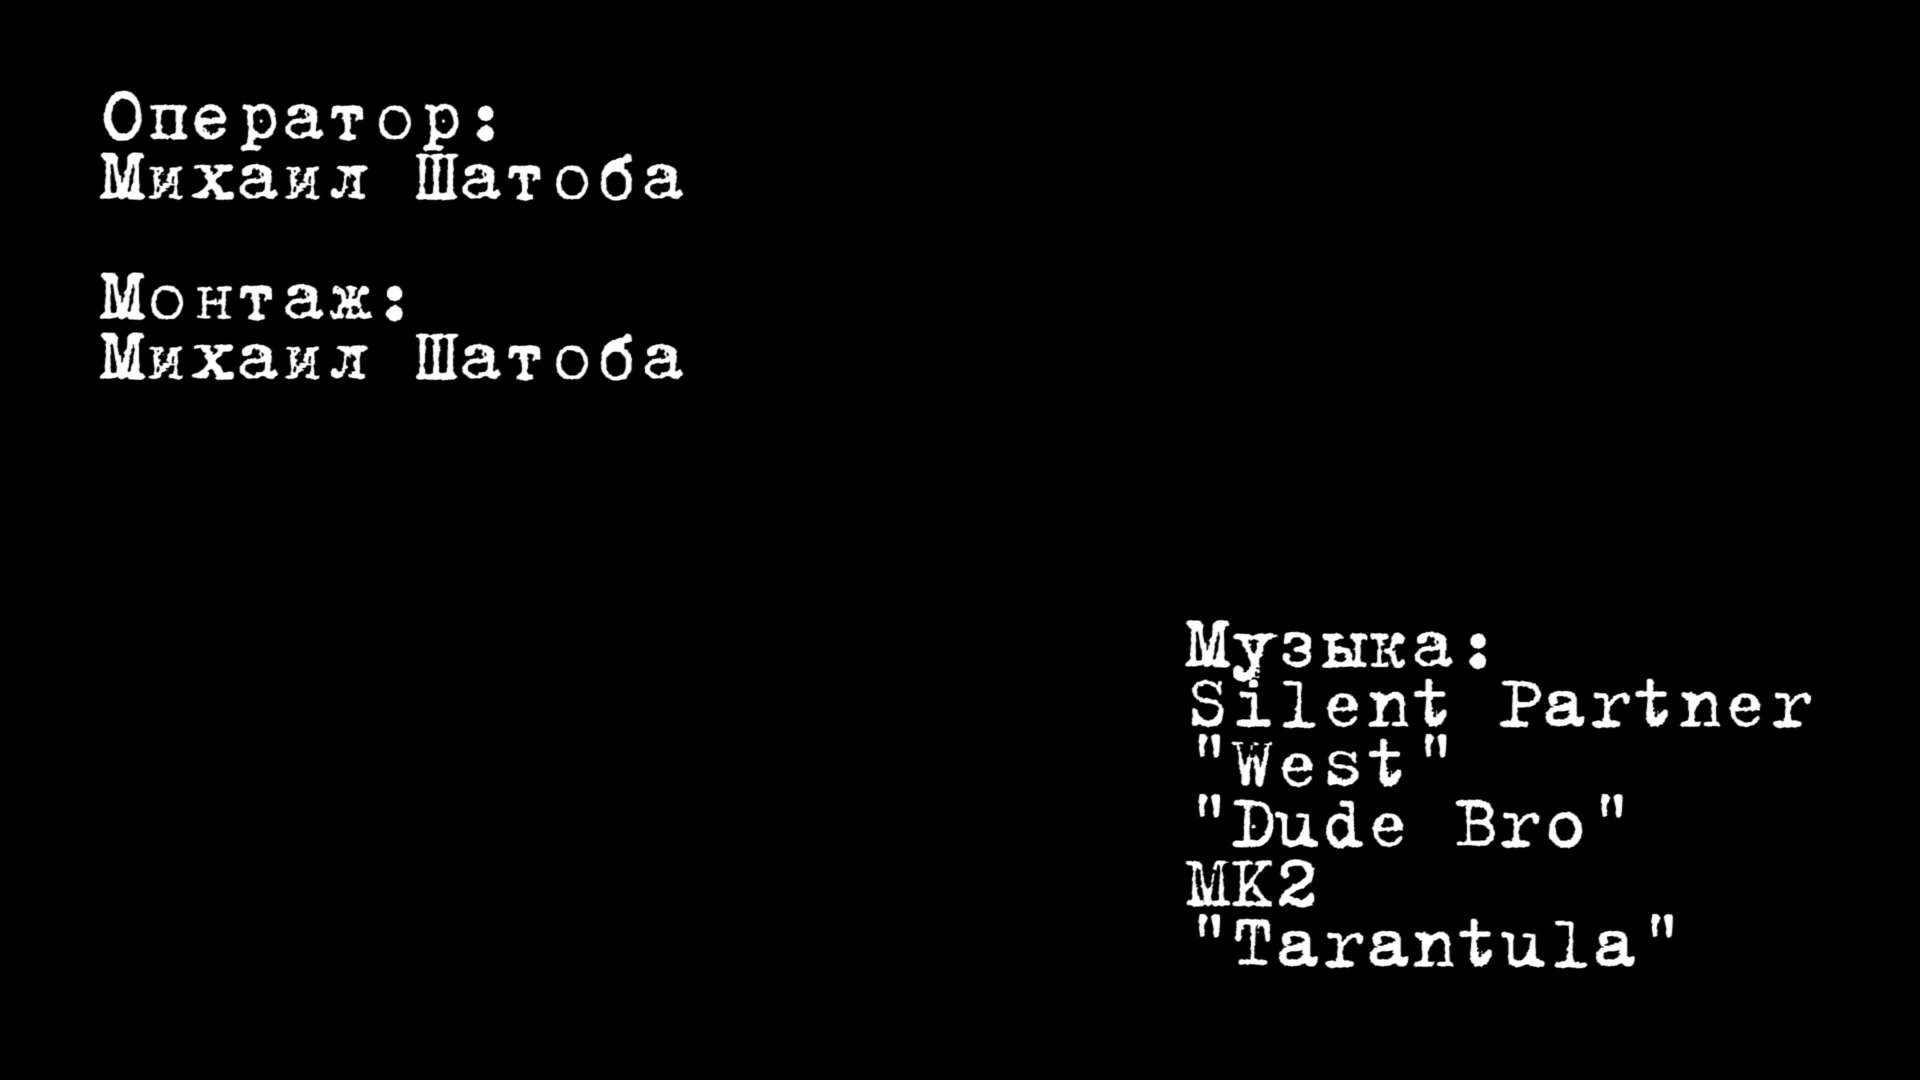 Оператор:
Михаил Шатоба
Монтаж:
Михаил Шатоба
Музыка:
Silent Partner
"West"
"Dude Bro"
MK2
"Tarantula"